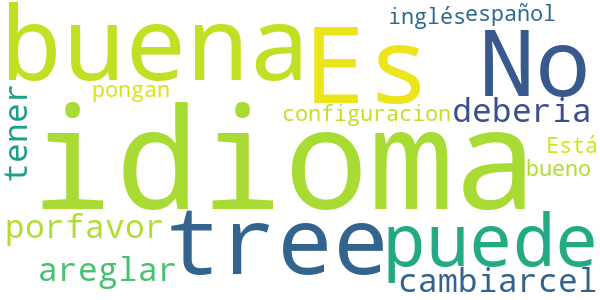 buena
Es
No
inglés
español
tener
pongan
configuracion
deberia
idioma
Está
bueno
porfavor
tree
puede
areglar
cambiarcel